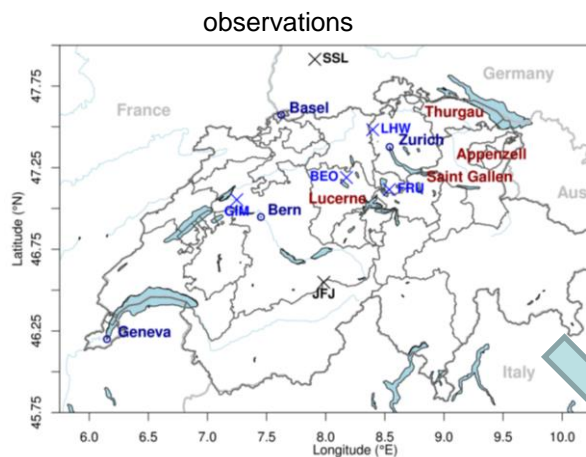 observations
SSL
Germany
France
Basel
Thurgau
LHW
Zurich
Appenzell
BEO
Saint Gallen
FRU
Lucerne
Aus
GIM
Bern
JFJ
Geneva
Italy
Latitude (°N)
47.75
47.25
46.75
46.25
45.75
6.0 6.5 7.0 7.5 8.0 8.5 9.0 9.5 10.0
Longitude (°E)